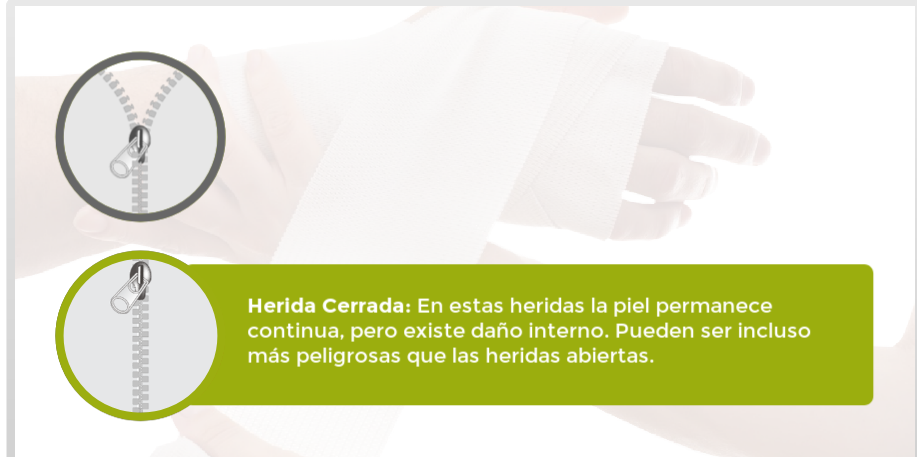 Herida Cerrada: En estas heridas la piel permanece
continua, pero existe daño interno. Pueden ser incluso
más peligrosas que las heridas abiertas.